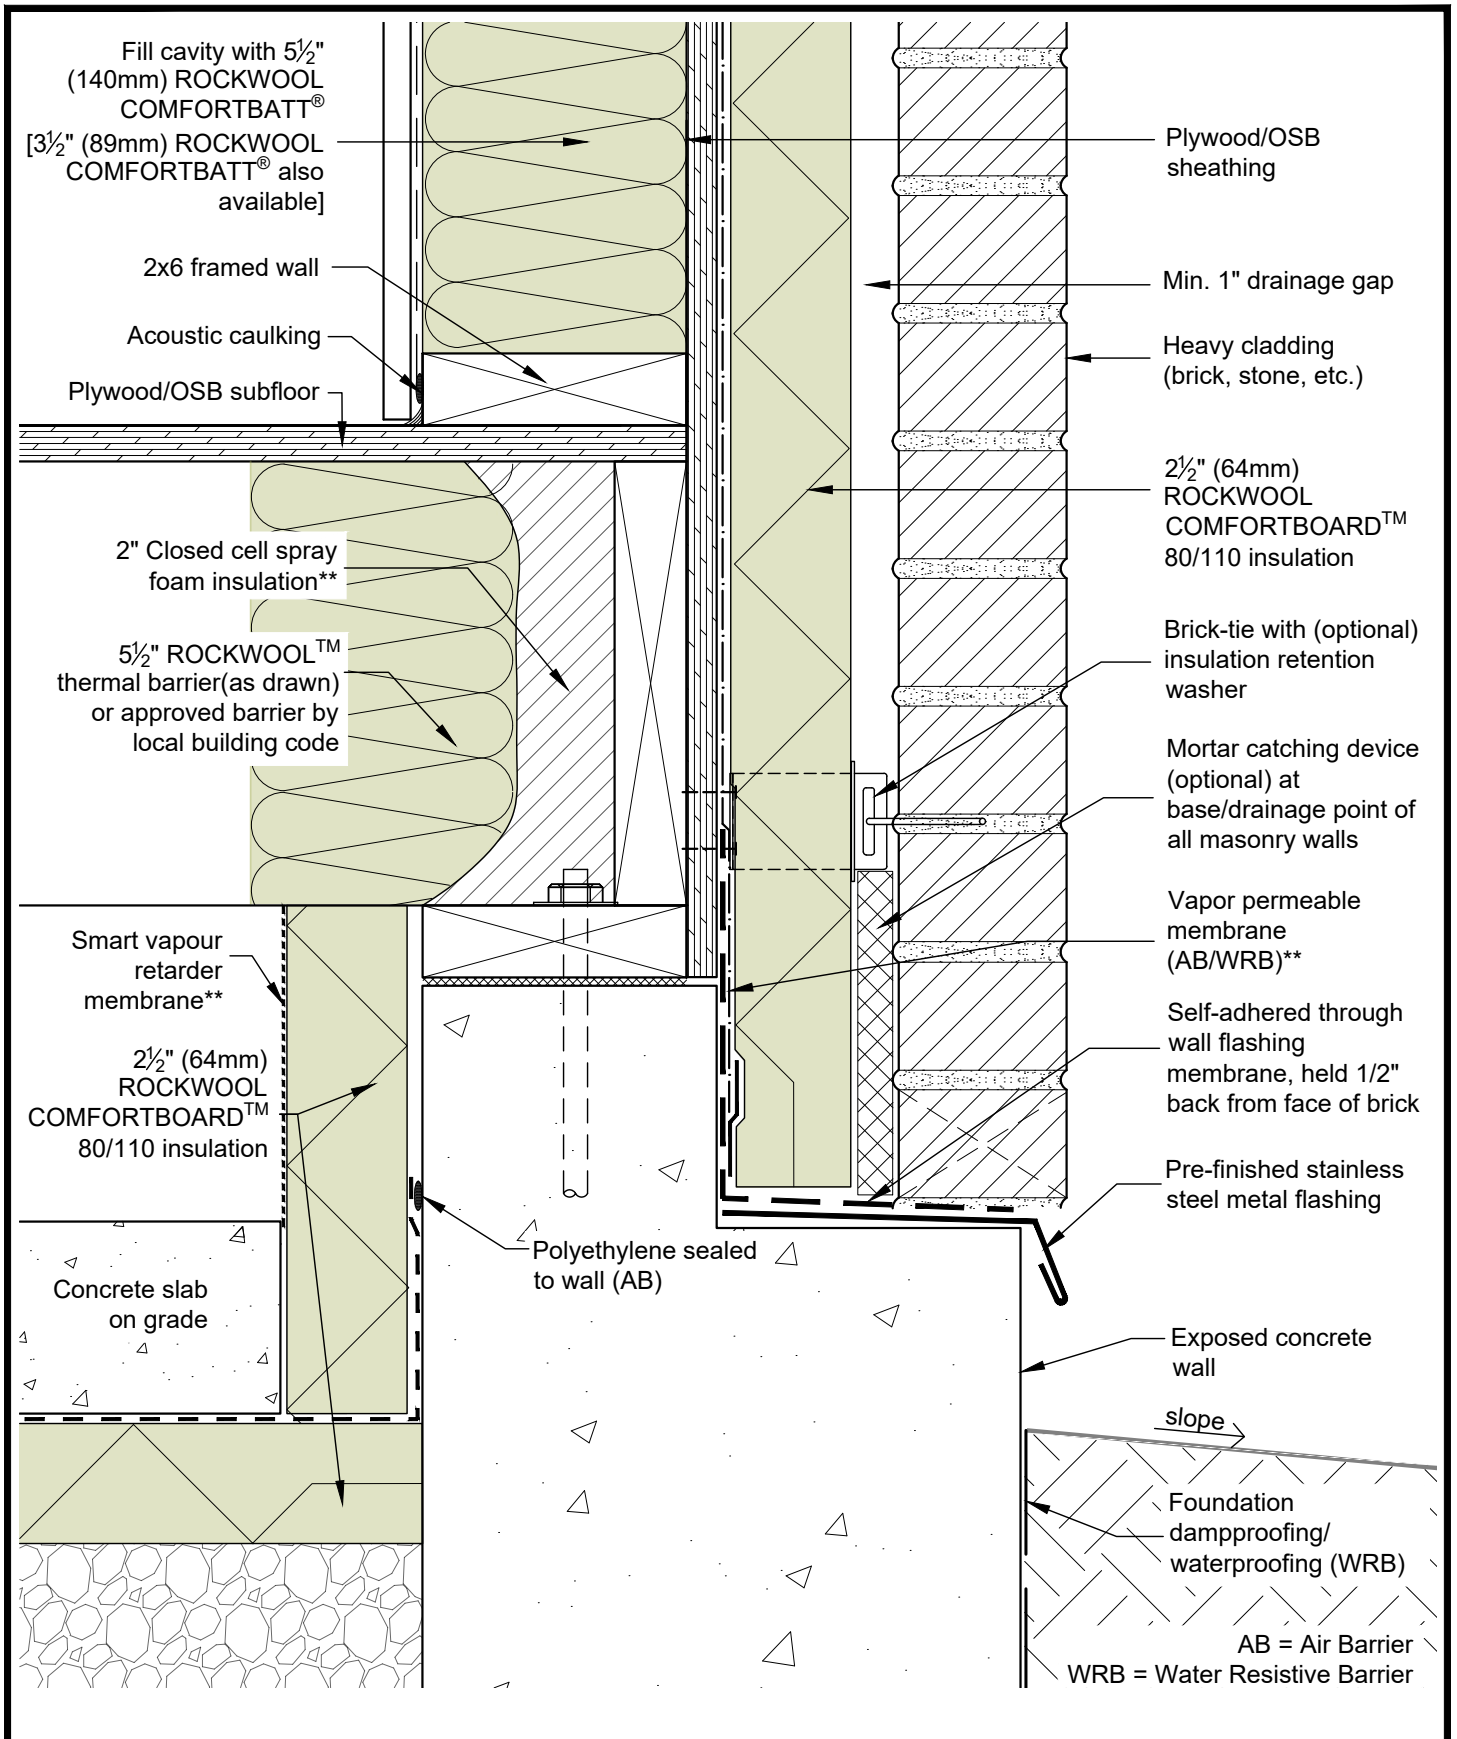 Fill cavity with 5½"
(140mm) ROCKWOOL
COMFORTBATT®
[3½" (89mm) ROCKWOOL
COMFORTBATT® also
available]
2x6 framed wall
Acoustic caulking
Plywood/OSB subfloor
2" Closed cell spray
foam insulation**
5½" ROCKWOOL™
thermal barrier(as drawn)
or approved barrier by
local building code
Smart vapour
retarder
membrane**
2½" (64mm)
ROCKWOOL
COMFORTBOARD™
80/110 insulation
Concrete slab
on grade
Polyethylene sealed
to wall (AB)
Plywood/OSB
sheathing
Min. 1" drainage gap
Heavy cladding
(brick, stone, etc.)
2½" (64mm)
ROCKWOOL
COMFORTBOARD™
80/110 insulation
Brick-tie with (optional)
insulation retention
washer
Mortar catching device
(optional) at
base/drainage point of
all masonry walls
Vapor permeable
membrane
(AB/WRB)**
Self-adhered through
wall flashing
membrane, held 1/2"
back from face of brick
Pre-finished stainless
steel metal flashing
Exposed concrete
wall
slope
Foundation
dampproofing/
waterproofing (WRB)
AB = Air Barrier
WRB = Water Resistive Barrier